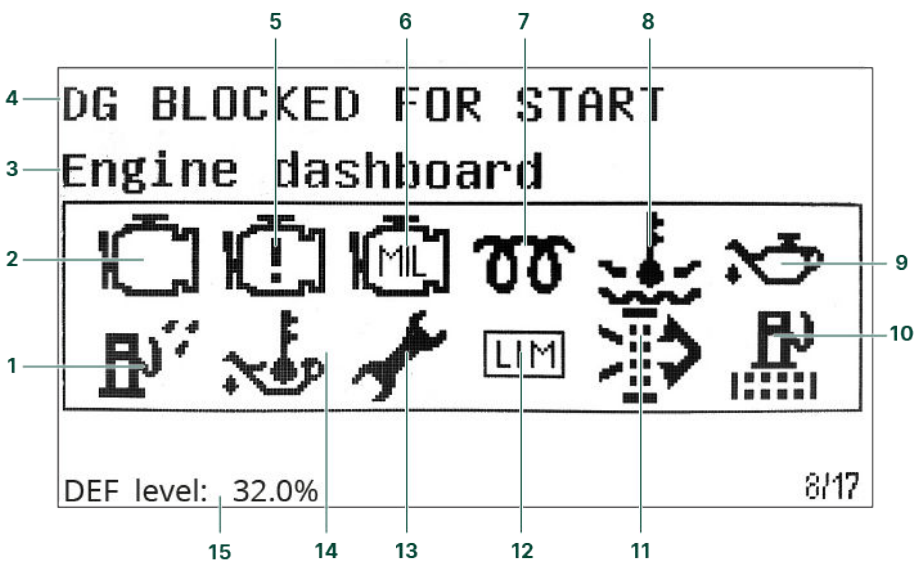 5 6 7 8
4 DG BLOCKED FOR START
3 Engine dashboard
2 MIL 9
1 LIM 10
DEF level: 32.0% 8/17
15 14 13 12 11